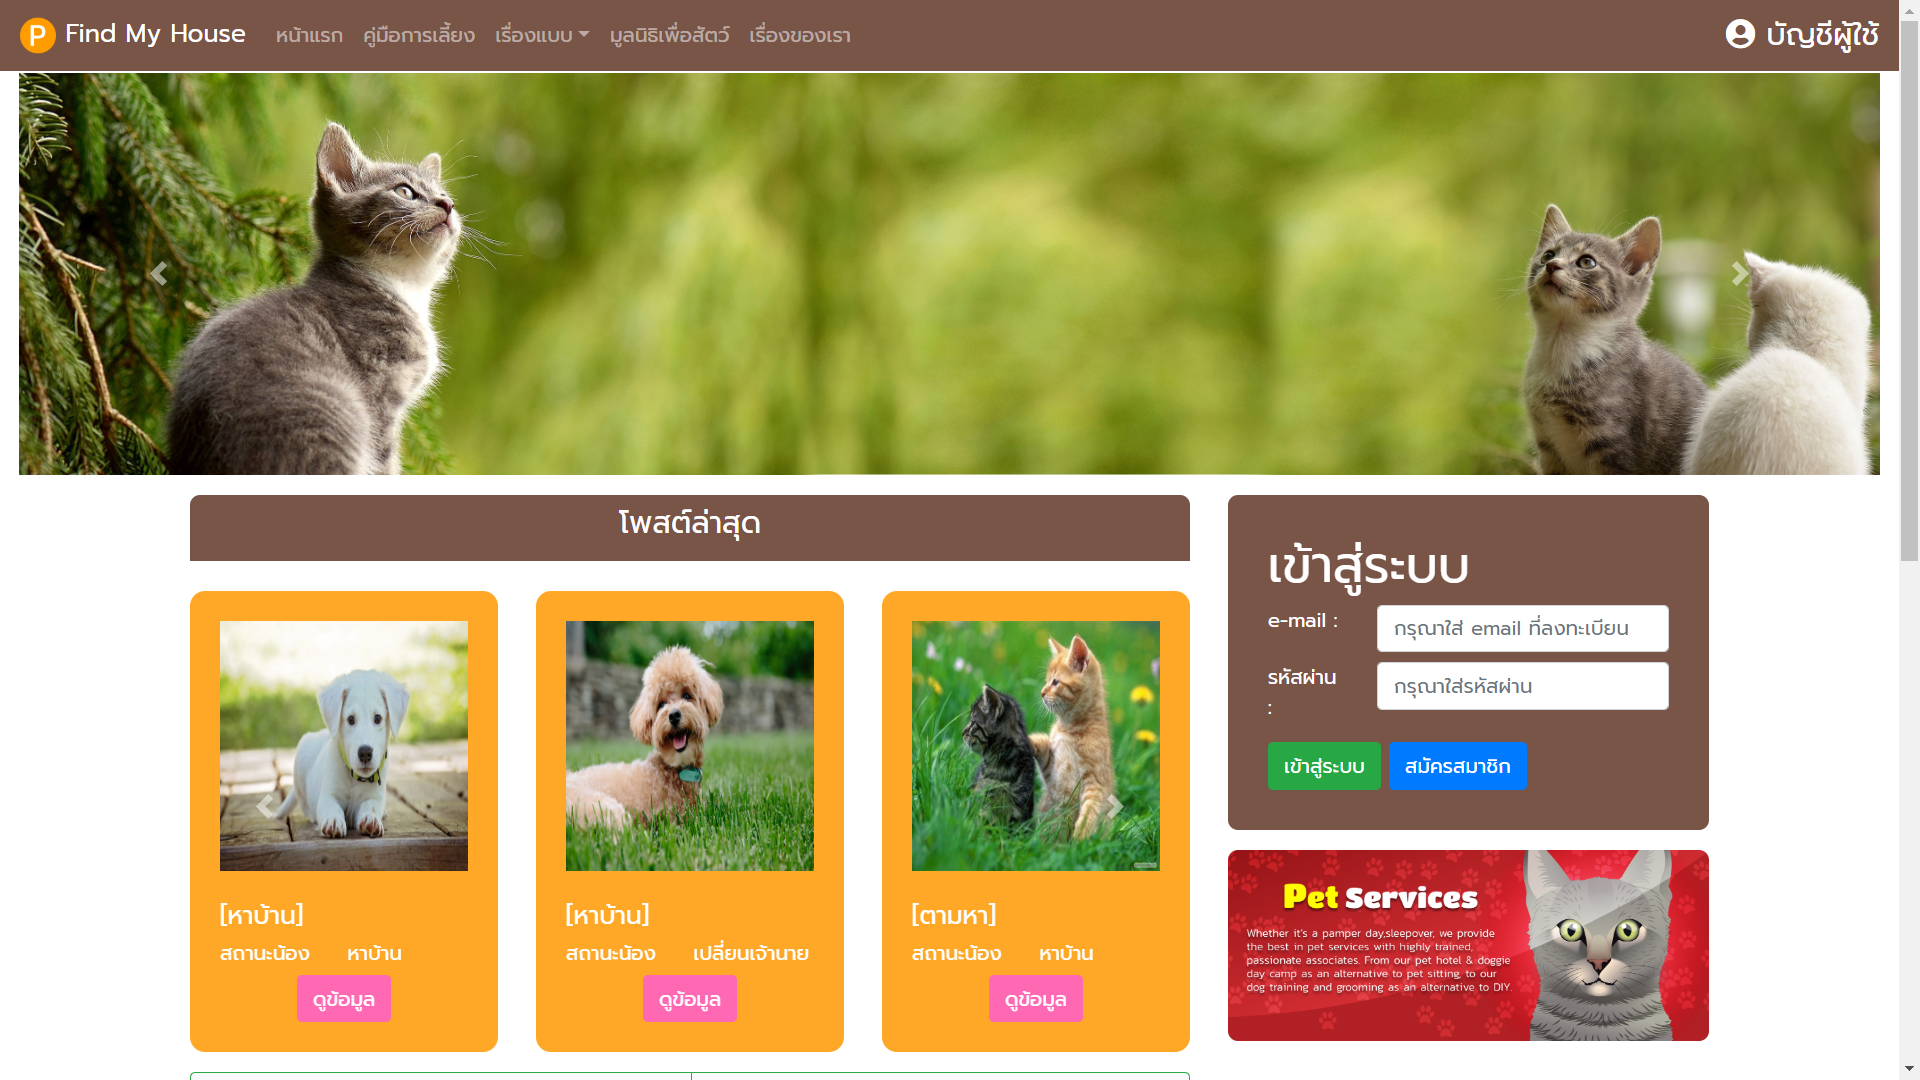 P Find My House หน้าแรก คู่มือการเลี้ยง เรื่องแบบ มูลนิธิเพื่อสัตว์ เรื่องของเรา บัญชีผู้ใช้
โพสต์ล่าสุด
[หาบ้าน]
สถานะน้อง หาบ้าน
ดูข้อมูล
[หาบ้าน]
สถานะน้อง เปลี่ยนเจ้านาย
ดูข้อมูล
[ตามหา]
สถานะน้อง หาบ้าน
ดูข้อมูล
เข้าสู่ระบบ
e-mail : กรุณาใส่ email ที่ลงทะเบียน
รหัสผ่าน กรุณาใส่รหัสผ่าน
:
เข้าสู่ระบบ สมัครสมาชิก
Pet Services
Whether it's a pamper day,sleepover, we provide
the best in pet services with highly trained,
passionate associates. From our pet hotel & doggie
day camp as an alternative to pet sitting, to our
dog training and grooming as an alternative to DIY.